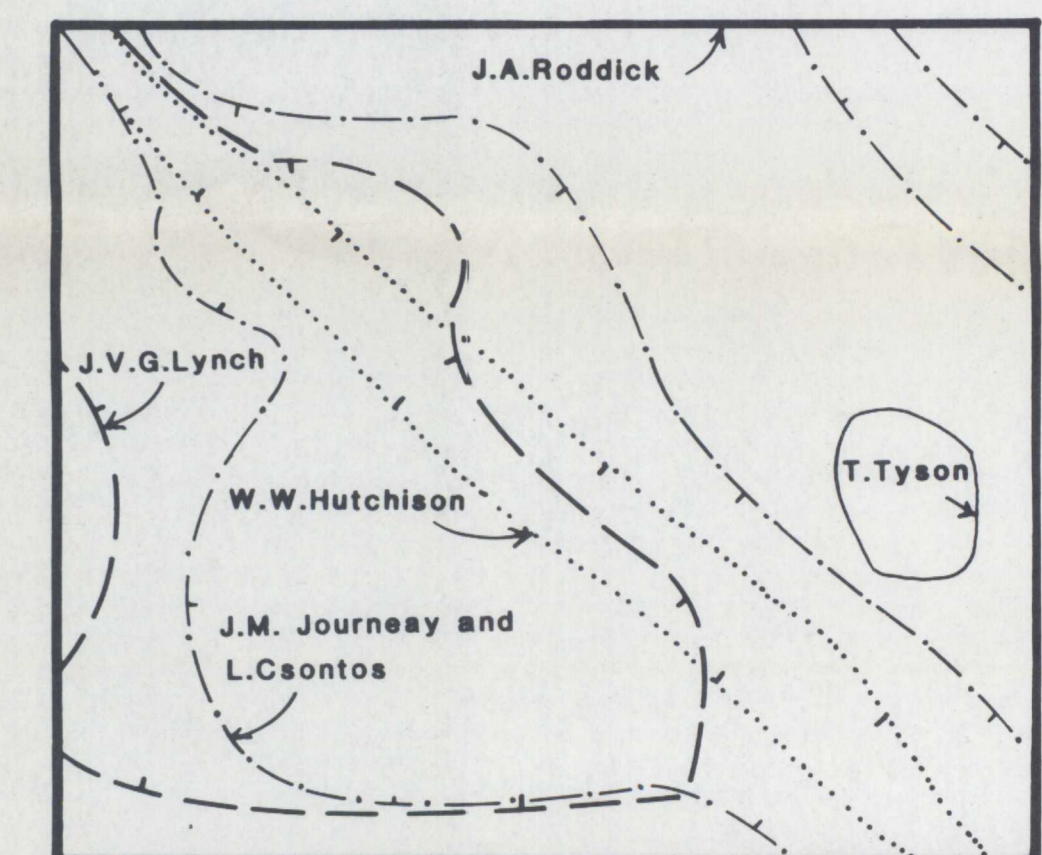 J.A.Roddick
J.V.G.Lynch
T.Tyson
W.W.Hutchison
J.M. Journeay and
L.Csontos